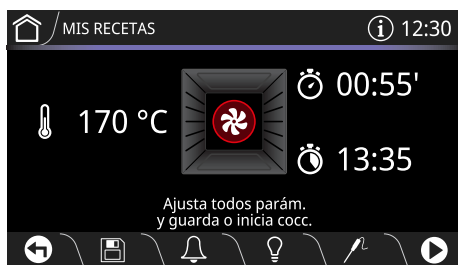 MIS RECETAS
i 12:30
00:55'
170 °C
13:35
Ajusta todos parám.
y guarda o inicia cocc.